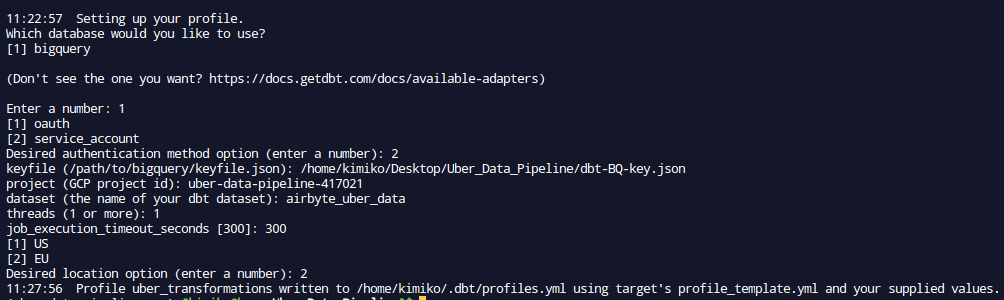 11:22:57  Setting up your profile.
Which database would you like to use?
[1] bigquery
(Don't see the one you want? https://docs.getdbt.com/docs/available-adapters)
Enter a number: 1
[1] oauth
[2] service_account
Desired authentication method option (enter a number): 2
keyfile (/path/to/bigquery/keyfile.json): /home/kimiko/Desktop/Uber_Data_Pipeline/dbt-BQ-key.json
project (GCP project id): uber-data-pipeline-417021
dataset (the name of your dbt dataset): airbyte_uber_data
threads (1 or more): 1
job_execution_timeout_seconds [300]: 300
[1] US
[2] EU
Desired location option (enter a number): 2
11:27:56  Profile uber_transformations written to /home/kimiko/.dbt/profiles.yml using target's profile_template.yml and your supplied values.